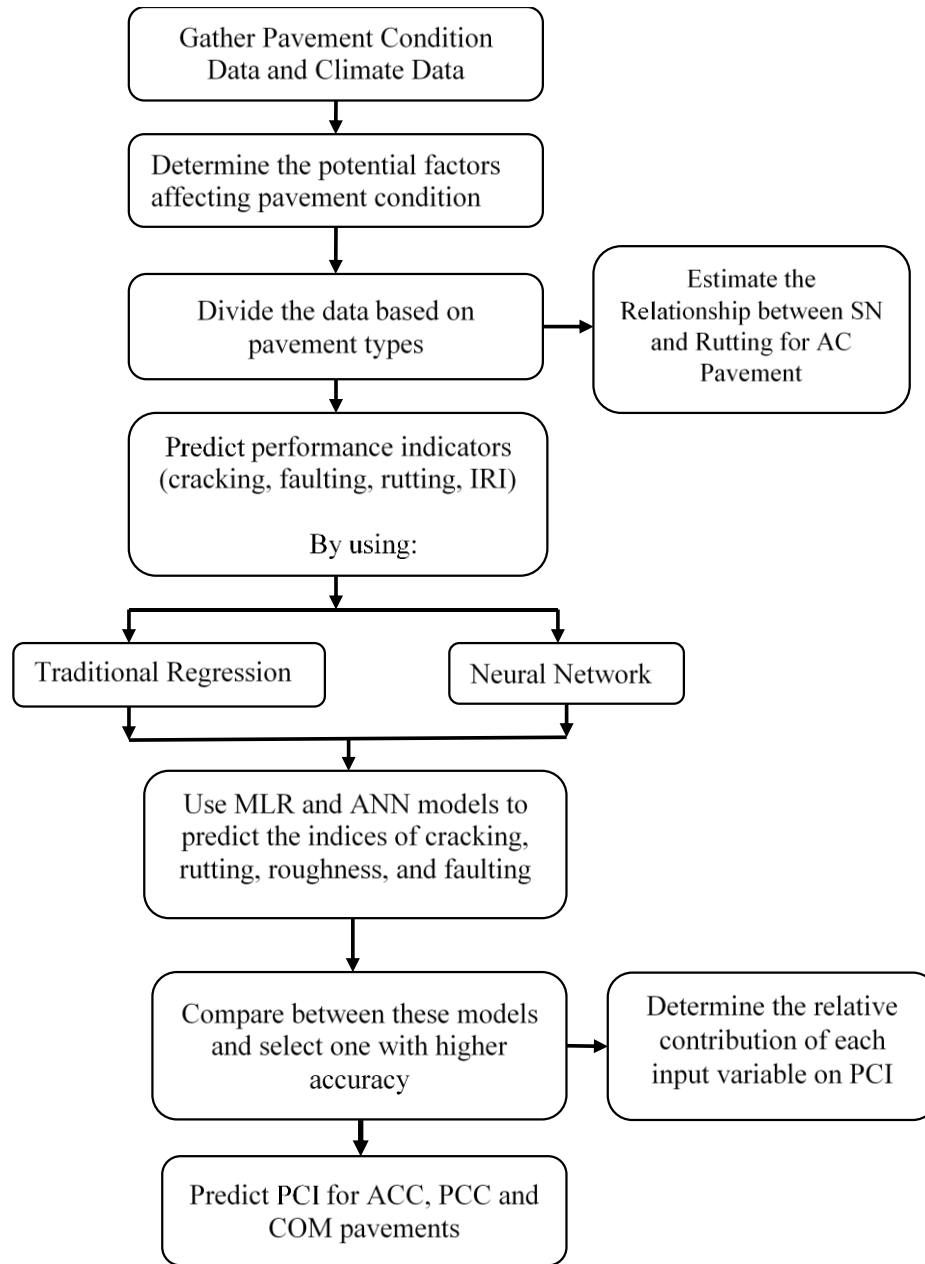 Gather Pavement Condition
Data and Climate Data
Determine the potential factors
affecting pavement condition
Divide the data based on
pavement types
Estimate the
Relationship between SN
and Rutting for AC
Pavement
Predict performance indicators
(cracking, faulting, rutting, IRI)
By using:
Traditional Regression
Neural Network
Use MLR and ANN models to
predict the indices of cracking,
rutting, roughness, and faulting
Compare between these models
and select one with higher
accuracy
Determine the relative
contribution of each
input variable on PCI
Predict PCI for ACC, PCC and
COM pavements